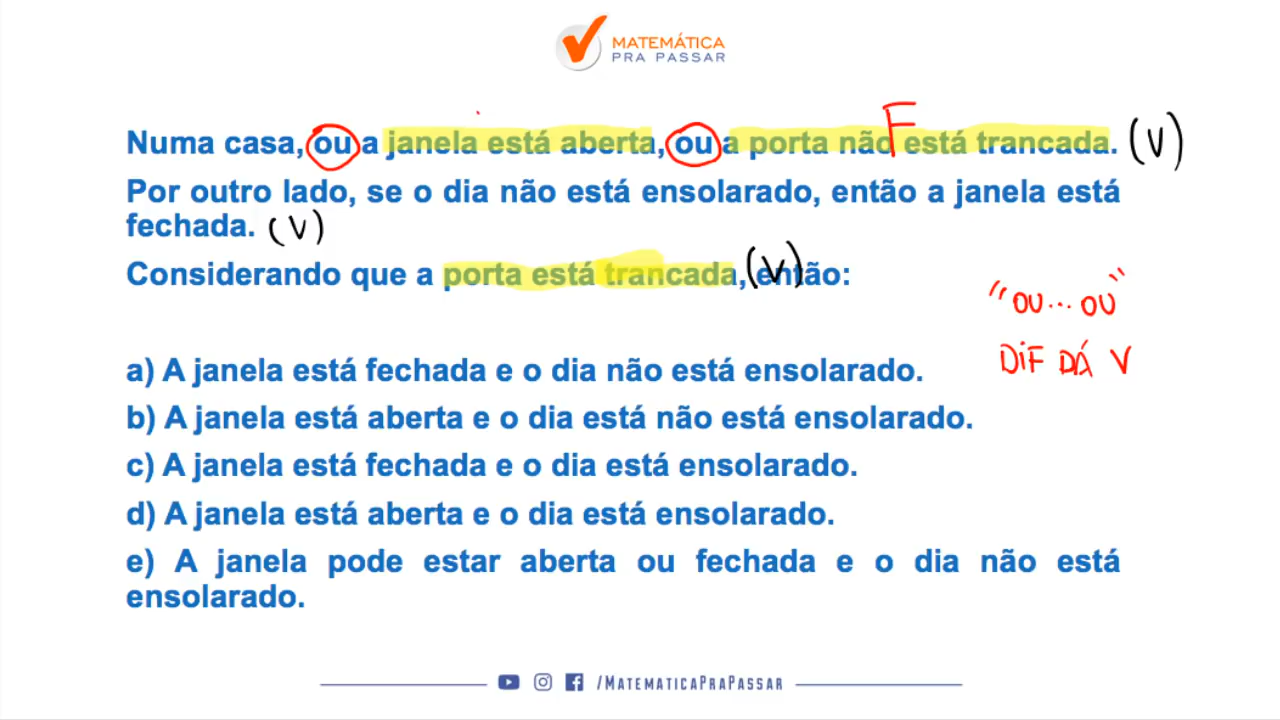 MATEMÁTICA
PRA PASSAR
F
Numa casa, ou a janela está aberta, ou a porta não está trancada. (V)
Por outro lado, se o dia não está ensolarado, então a janela está
fechada. (V)
Considerando que a porta está trancada, então: (V)
"OU...OU"
DIF DÁ V
a) A janela está fechada e o dia não está ensolarado.
b) A janela está aberta e o dia está não está ensolarado.
c) A janela está fechada e o dia está ensolarado.
d) A janela está aberta e o dia está ensolarado.
e) A janela pode estar aberta ou fechada e o dia não está
ensolarado.
/MATEMATICAPRAPASSAR